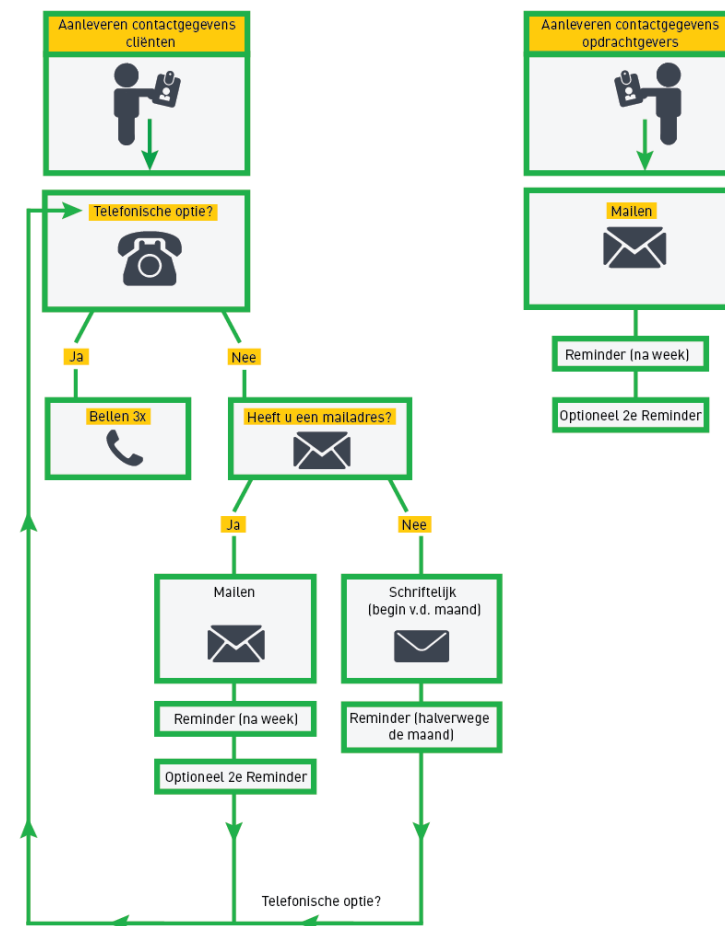 Aanleveren contactgegevens
cliënten
Aanleveren contactgegevens
opdrachtgevers
Telefonische optie?
Mailen
Ja
Nee
Reminder (na week)
Bellen 3x
Heeft u een mailadres?
Optioneel 2e Reminder
Ja
Nee
Mailen
Schriftelijk
(begin v.d. maand)
Reminder (na week)
Reminder (halverwege
de maand)
Optioneel 2e Reminder
Telefonische optie?